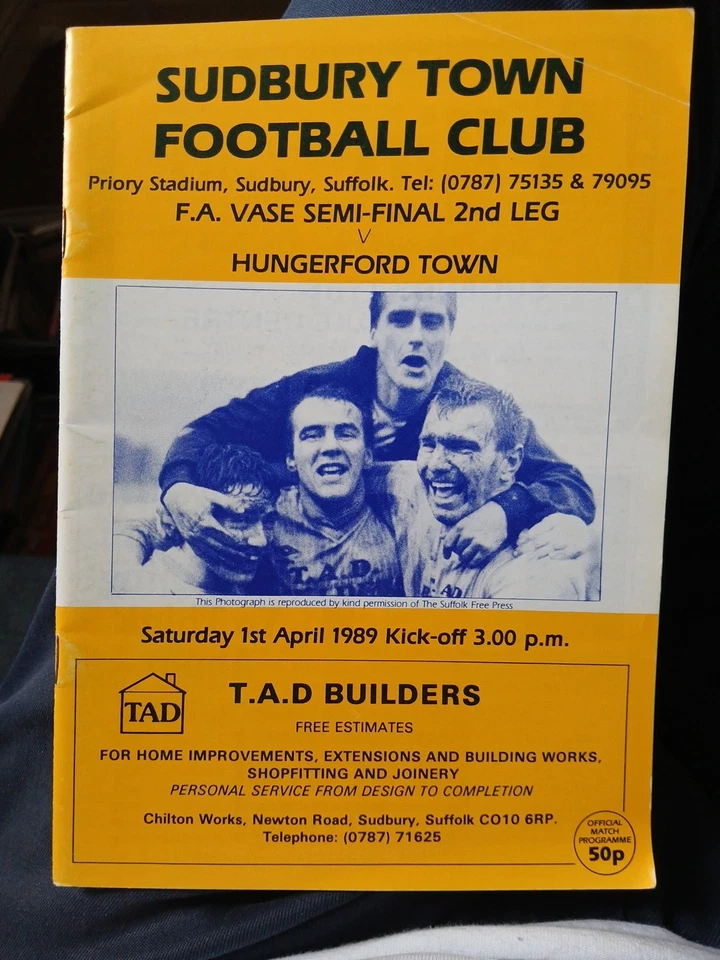 SUDBURY TOWN
FOOTBALL CLUB
Priory Stadium, Sudbury, Suffolk. Tel: (0787) 75135 & 79095
F.A. VASE SEMI-FINAL 2nd LEG
V
HUNGERFORD TOWN
T.A.D.
This Photograph is reproduced by kind permission of The Suffolk Free Press
Saturday 1st April 1989 Kick-off 3.00 p.m.
TAD
T.A.D BUILDERS
FREE ESTIMATES
FOR HOME IMPROVEMENTS, EXTENSIONS AND BUILDING WORKS,
SHOPFITTING AND JOINERY
PERSONAL SERVICE FROM DESIGN TO COMPLETION
Chilton Works, Newton Road, Sudbury, Suffolk CO10 6RP.
Telephone: (0787) 71625
OFFICIAL
MATCH
PROGRAMME
50p